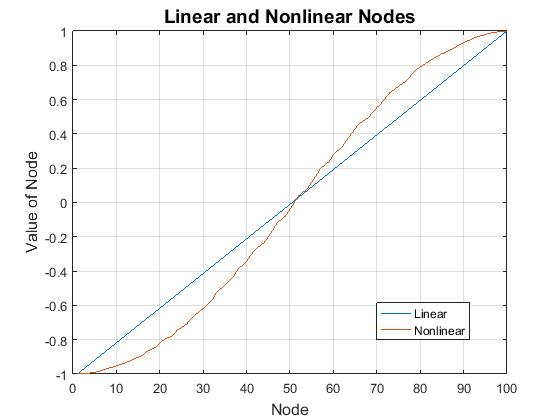 Linear and Nonlinear Nodes
1
0.8
0.6
0.4
0.2
0
-0.2
-0.4
-0.6
-0.8
-1
Value of Node
Linear
Nonlinear
0 10 20 30 40 50 60 70 80 90 100
Node